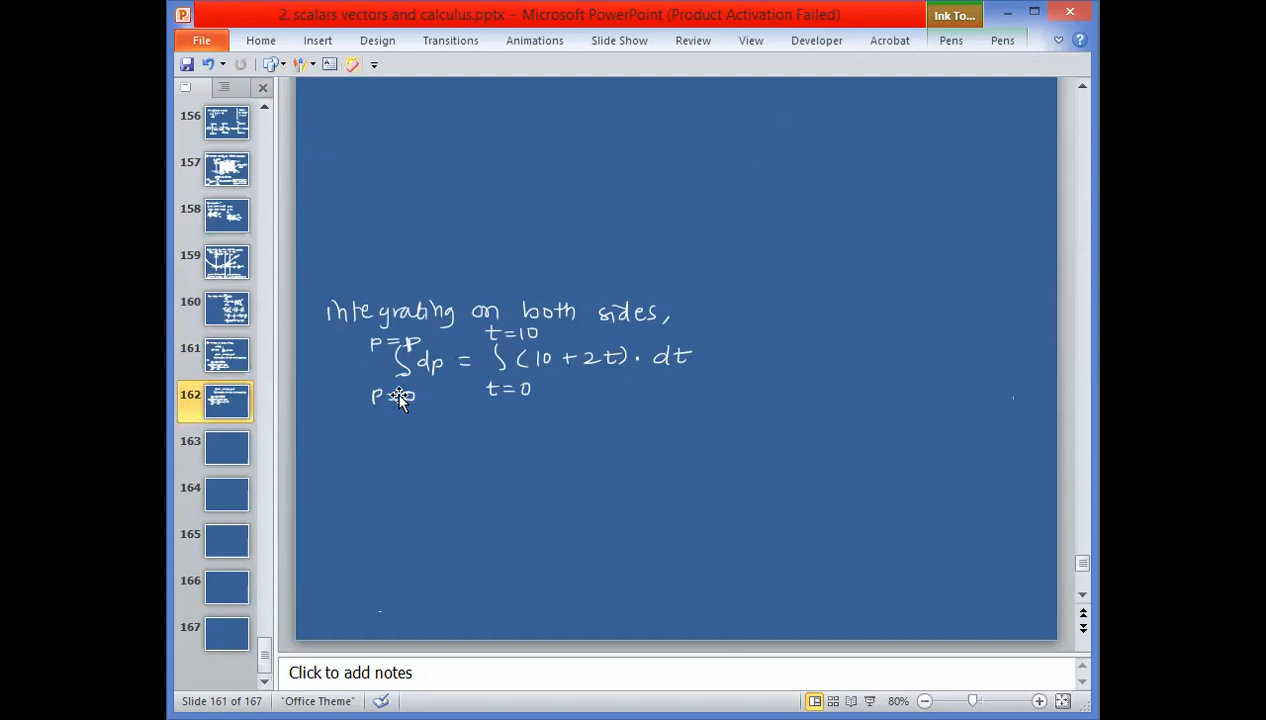 2. scalars vectors and calculus.pptx - Microsoft PowerPoint (Product Activation Failed)
Ink To...
File Home Insert Design Transitions Animations Slide Show Review View Developer Acrobat Pens Pens
156
157
158
159
160
161
162
163
164
165
166
167
integrating on both sides,
p=p t=10
∫ dp = ∫ (10 + 2t) · dt
p=0 t=0
Click to add notes
Slide 161 of 167 "Office Theme" 80%